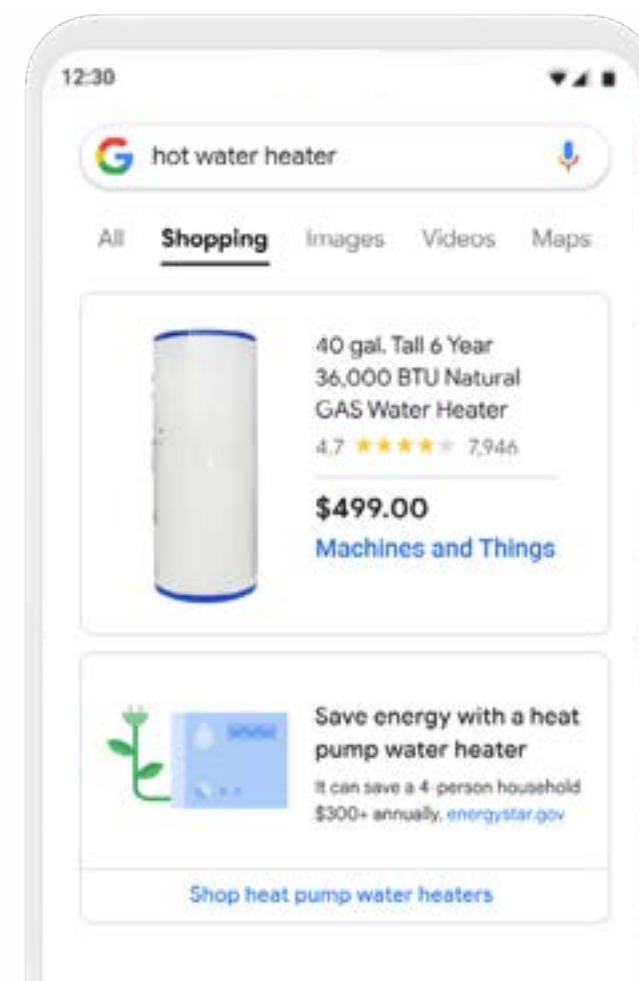 12:30
hot water heater
All Shopping Images Videos Maps
40 gal. Tall 6 Year
36,000 BTU Natural
GAS Water Heater
4.7 7,946
$499.00
Machines and Things
Save energy with a heat
pump water heater
It can save a 4-person household
$300+ annually. energystar.gov
Shop heat pump water heaters